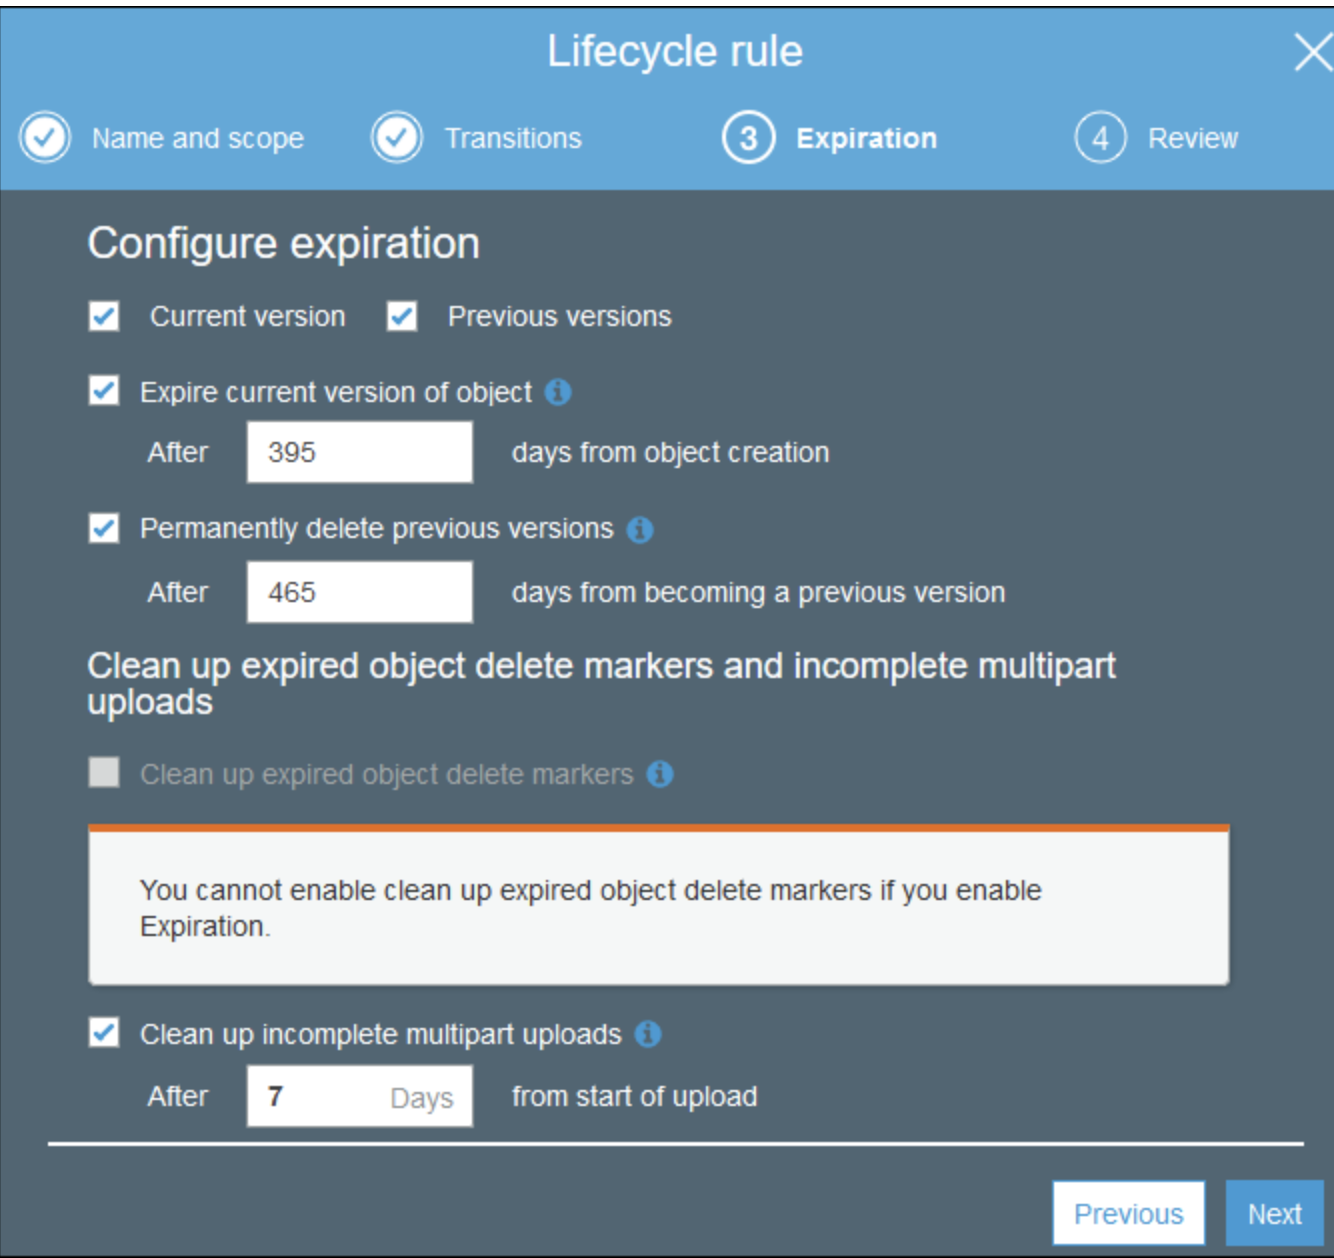 Lifecycle rule
Name and scope Transitions 3 Expiration 4 Review
Configure expiration
Current version Previous versions
Expire current version of object
After 395 days from object creation
Permanently delete previous versions
After 465 days from becoming a previous version
Clean up expired object delete markers and incomplete multipart
uploads
Clean up expired object delete markers
You cannot enable clean up expired object delete markers if you enable
Expiration.
Clean up incomplete multipart uploads
After 7 Days from start of upload
Previous Next